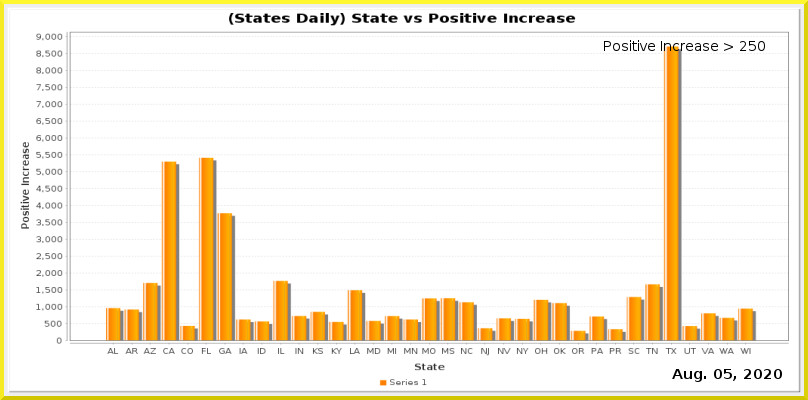 (States Daily) State vs Positive Increase
Positive Increase > 250
9,000
8,500
8,000
7,500
7,000
6,500
6,000
5,500
5,000
4,500
4,000
3,500
3,000
2,500
2,000
1,500
1,000
500
0
Positive Increase
AL AR AZ CA CO FL GA IA ID IL IN KS KY LA MD MI MN MO MS NC NJ NV NY OH OK OR PA PR SC TN TX UT VA WA WI
State
Series 1
Aug. 05, 2020